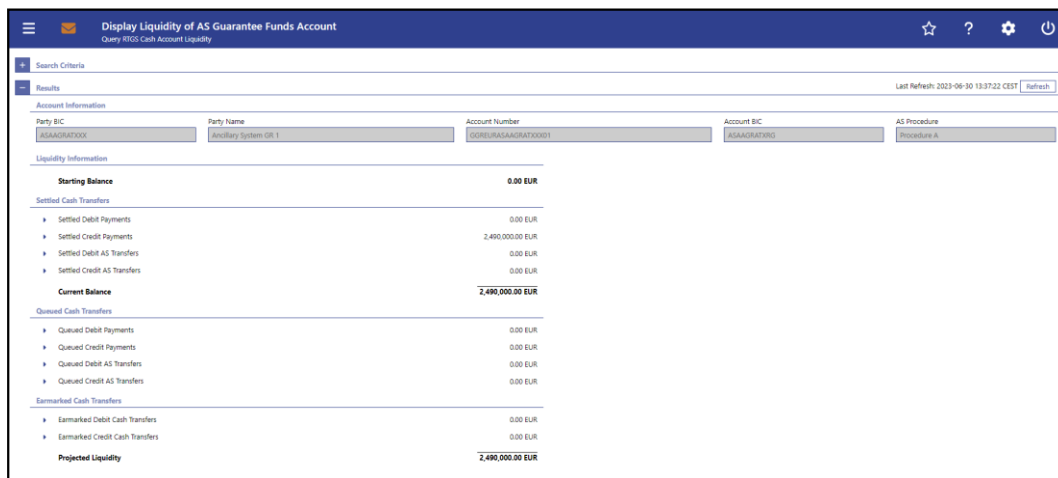 Display Liquidity of AS Guarantee Funds Account
Query RTGS Cash Account Liquidity
Search Criteria
Results Last Refresh: 2023-06-30 13:37:22 CEST Refresh
Account Information
Party BIC Party Name Account Number Account BIC AS Procedure
ASAAGRATXXX Ancillary System GR 1 GGREURASAAGRATXXX01 ASAAGRATXRG Procedure A
Liquidity Information
Starting Balance 0.00 EUR
Settled Cash Transfers
Settled Debit Payments 0.00 EUR
Settled Credit Payments 2,490,000.00 EUR
Settled Debit AS Transfers 0.00 EUR
Settled Credit AS Transfers 0.00 EUR
Current Balance 2,490,000.00 EUR
Queued Cash Transfers
Queued Debit Payments 0.00 EUR
Queued Credit Payments 0.00 EUR
Queued Debit AS Transfers 0.00 EUR
Queued Credit AS Transfers 0.00 EUR
Earmarked Cash Transfers
Earmarked Debit Cash Transfers 0.00 EUR
Earmarked Credit Cash Transfers 0.00 EUR
Projected Liquidity 2,490,000.00 EUR